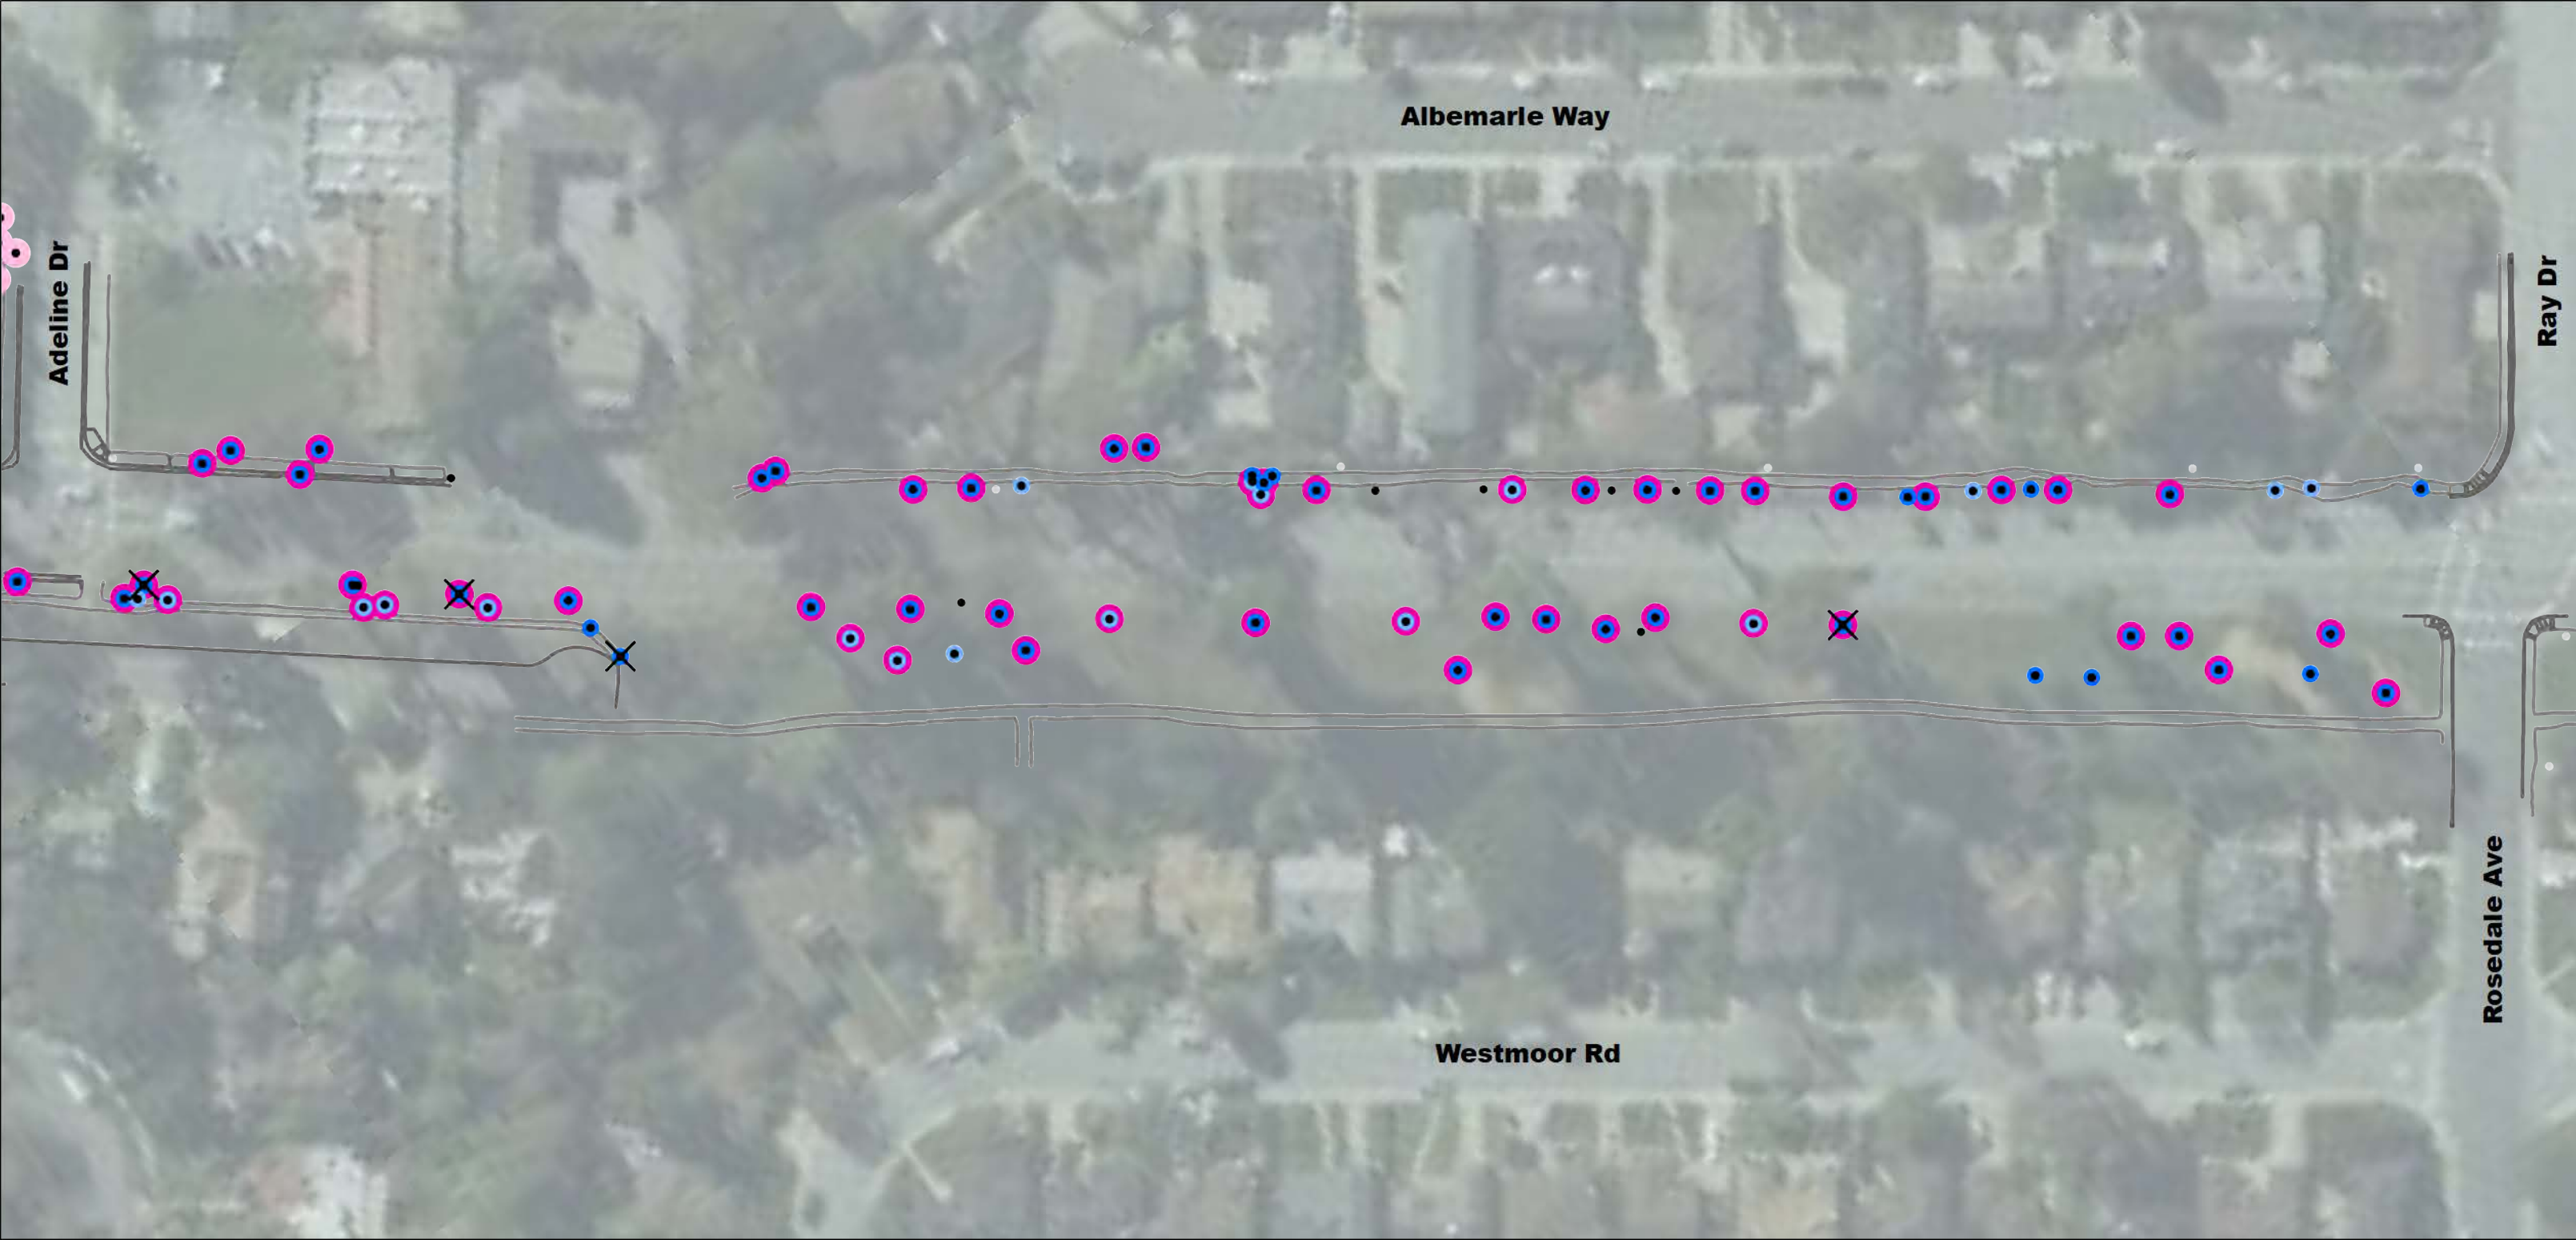 Albemarle Way
Adeline Dr
Ray Dr
Rosedale Ave
Westmoor Rd